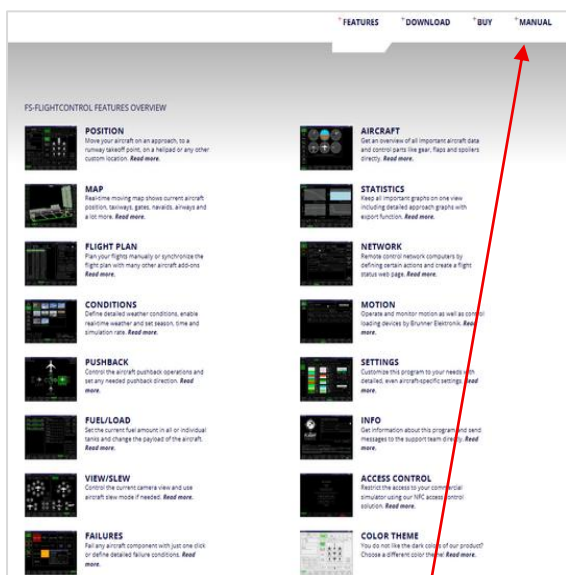 +FEATURES +DOWNLOAD +BUY +MANUAL
FS-FLIGHTCONTROL FEATURES OVERVIEW
POSITION
Move your aircraft on an approach, to a
runway takeoff point, on a helipad or any other
custom location. Read more.
MAP
Real-time moving map shows current aircraft
position, taxiways, gates, navaids, airways and
a lot more. Read more.
FLIGHT PLAN
Plan your flights manually or synchronize the
flight plan with many other aircraft add-ons
Read more.
CONDITIONS
Define detailed weather conditions, enable
realtime weather and set season, time and
simulation rate. Read more.
PUSHBACK
Control the aircraft pushback operations and
set any needed pushback direction. Read
more.
FUEL/LOAD
Set the current fuel amount in all or individual
tanks and change the payload of the aircraft.
Read more.
VIEW/SLEW
Control the current camera view and use
aircraft slew mode if needed. Read more.
FAILURES
Fail any aircraft component with just one click
or define detailed failure conditions. Read
more.
AIRCRAFT
Get an overview of all important aircraft data
and control parts like gear, flaps and spoilers
directly. Read more.
STATISTICS
Keep all important graphs on one view
including detailed approach graphs with
export function. Read more.
NETWORK
Remote control network computers by
defining certain actions and create a flight
status web page. Read more.
MOTION
Operate and monitor motion as well as control
loading devices by Brunner Elektronik. Read
more.
SETTINGS
Customize this program to your needs with
detailed, even aircraft-specific settings. Read
more.
INFO
Get information about this program and send
messages to the support team directly. Read
more.
ACCESS CONTROL
Restrict the access to your commercial
simulator using our NFC access control
solution. Read more.
COLOR THEME
You do not like the dark colors of our product?
Choose a different color theme! Read more.